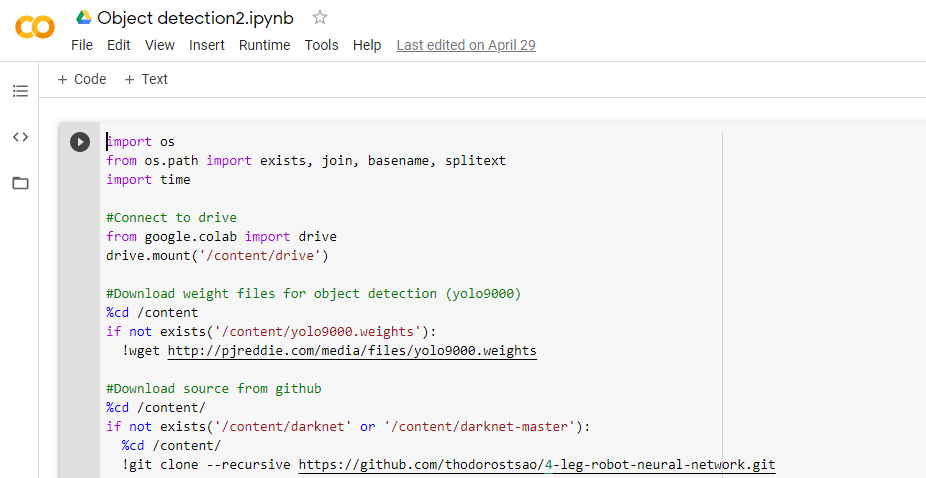 Object detection2.ipynb
File Edit View Insert Runtime Tools Help Last edited on April 29
+ Code + Text
import os
from os.path import exists, join, basename, splitext
import time
#Connect to drive
from google.colab import drive
drive.mount('/content/drive')
#Download weight files for object detection (yolo9000)
%cd /content
if not exists('/content/yolo9000.weights'):
!wget http://pjreddie.com/media/files/yolo9000.weights
#Download source from github
%cd /content/
if not exists('/content/darknet' or '/content/darknet-master'):
%cd /content/
!git clone --recursive https://github.com/thodorostsao/4-leg-robot-neural-network.git